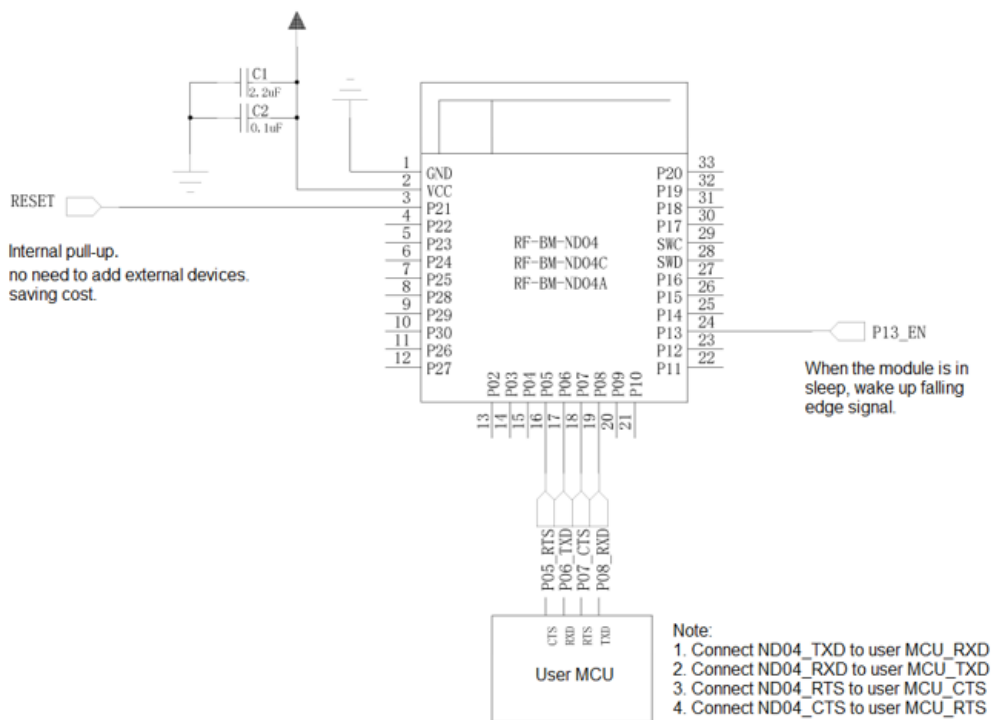 C1
2.2uF
C2
0.1uF
RESET
Internal pull-up.
no need to add external devices.
saving cost.
1
2
3
4
5
6
7
8
9
10
11
12
GND
VCC
P21
P22
P23
P24
P25
P28
P29
P30
P26
P27
RF-BM-ND04
RF-BM-ND04C
RF-BM-ND04A
P20
P19
P18
P17
SWC
SWD
P16
P15
P14
P13
P12
P11
33
32
31
30
29
28
27
26
25
24
23
22
P13_EN
When the module is in
sleep, wake up falling
edge signal.
P02
P03
P04
P05
P06
P07
P08
P09
P10
13
14
15
16
17
18
19
20
21
P05_RTS
P06_TXD
P07_CTS
P08_RXD
CTS
RXD
RTS
TXD
User MCU
Note:
1. Connect ND04_TXD to user MCU_RXD
2. Connect ND04_RXD to user MCU_TXD
3. Connect ND04_RTS to user MCU_CTS
4. Connect ND04_CTS to user MCU_RTS